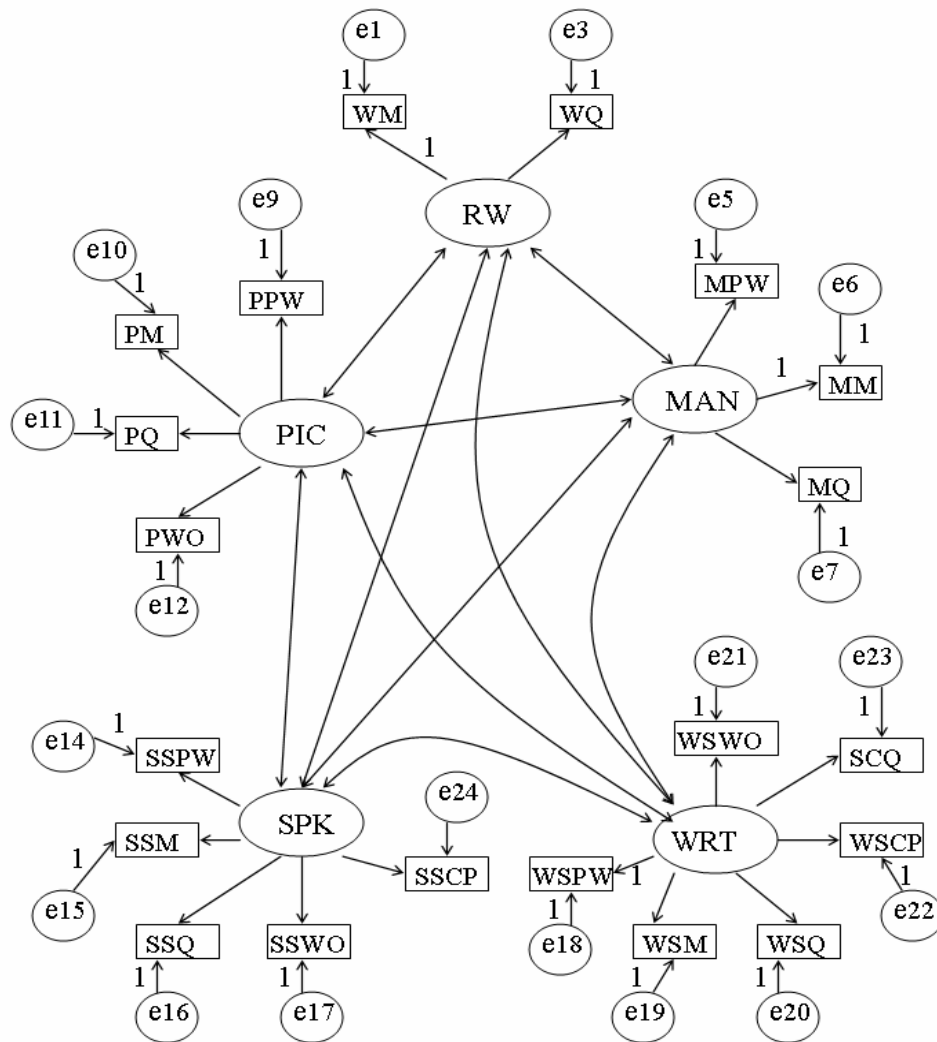 e1 e3
1 1
WM WQ
1
RW
e9 e5
e10 1 1 e6
1 PPW MPW 1
PM 1 MM
MAN
e11 1 PQ PIC
MQ
PWO 1
1 e7
e12
e21 e23
1 1
e14 1 WSWO SCQ
SSPW
e24
SPK WRT
SSM WSCP
1 SSCP WSPW 1 1
e15 1 e22
SSQ SSWO e18 WSM WSQ
1 1 1 1
e16 e17 e19 e20